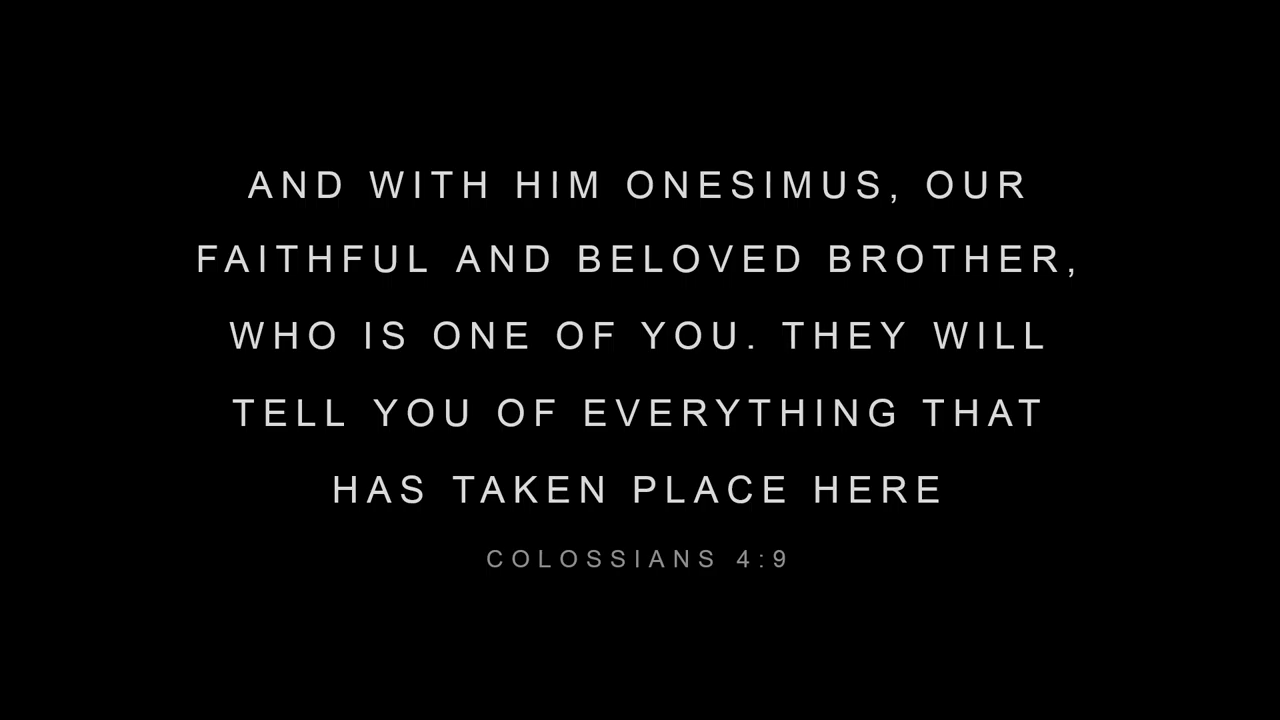 AND WITH HIM ONESIMUS, OUR
FAITHFUL AND BELOVED BROTHER,
WHO IS ONE OF YOU. THEY WILL
TELL YOU OF EVERYTHING THAT
HAS TAKEN PLACE HERE
COLOSSIANS 4:9